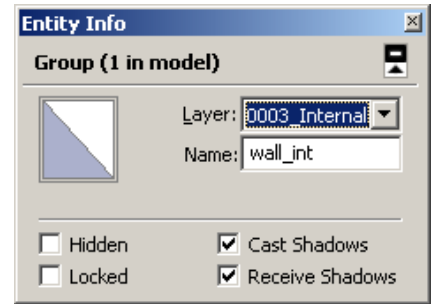 Entity Info
Group (1 in model)
Layer: 0003_Internal
Name: wall_int
Hidden Cast Shadows
Locked Receive Shadows